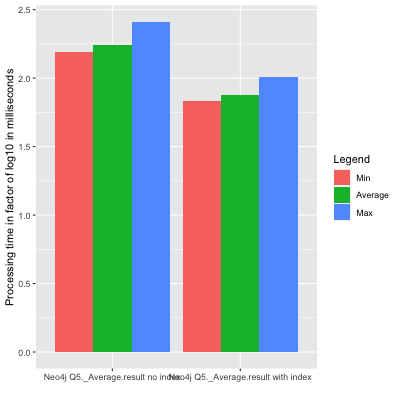 Processing time in factor of log10 in milliseconds
2.5
2.0
1.5
1.0
0.5
0.0
Neo4j Q5._Average.result no index
Neo4j Q5._Average.result with index
Legend
Min
Average
Max